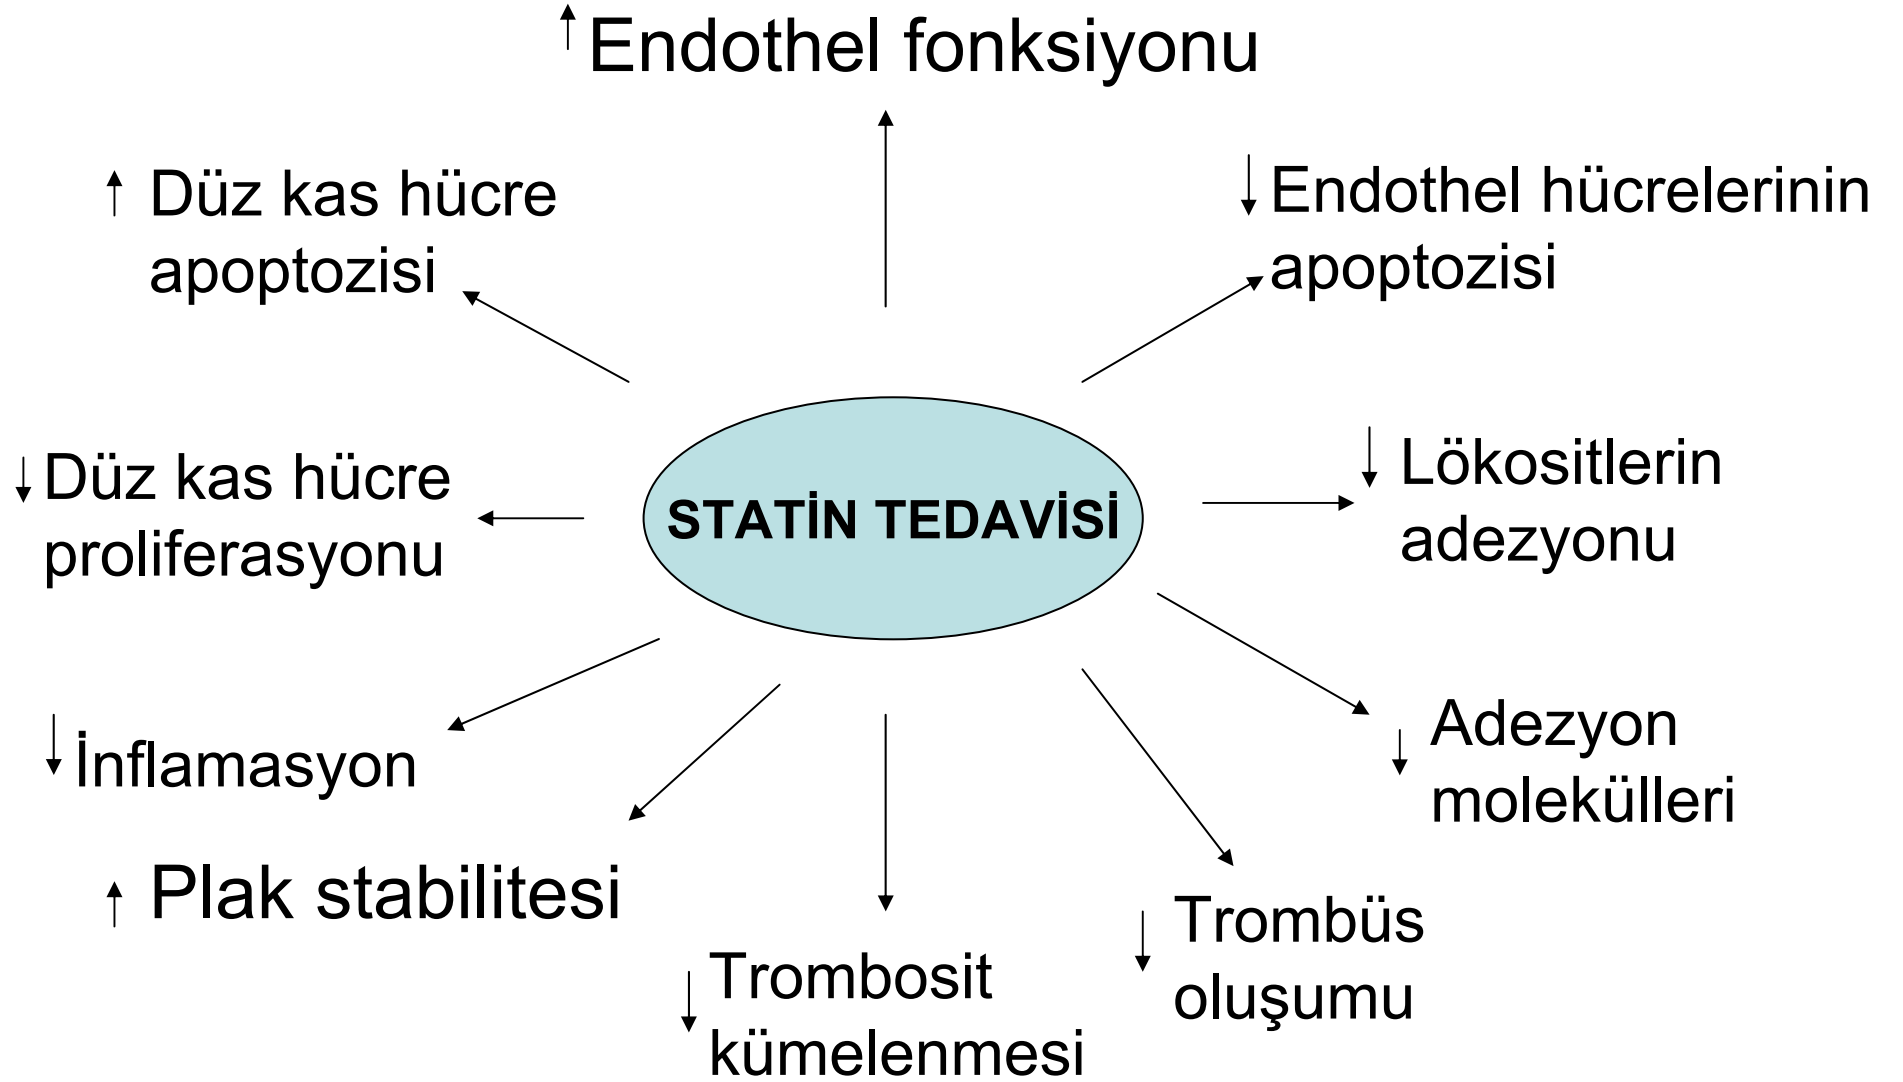 Endothel fonksiyonu
Düz kas hücre
apoptozisi
Endothel hücrelerinin
apoptozisi
Düz kas hücre
proliferasyonu
STATİN TEDAVİSİ
Lökositlerin
adezyonu
İnflamasyon
Adezyon
molekülleri
Plak stabilitesi
Trombosit
kümelenmesi
Trombüs
oluşumu